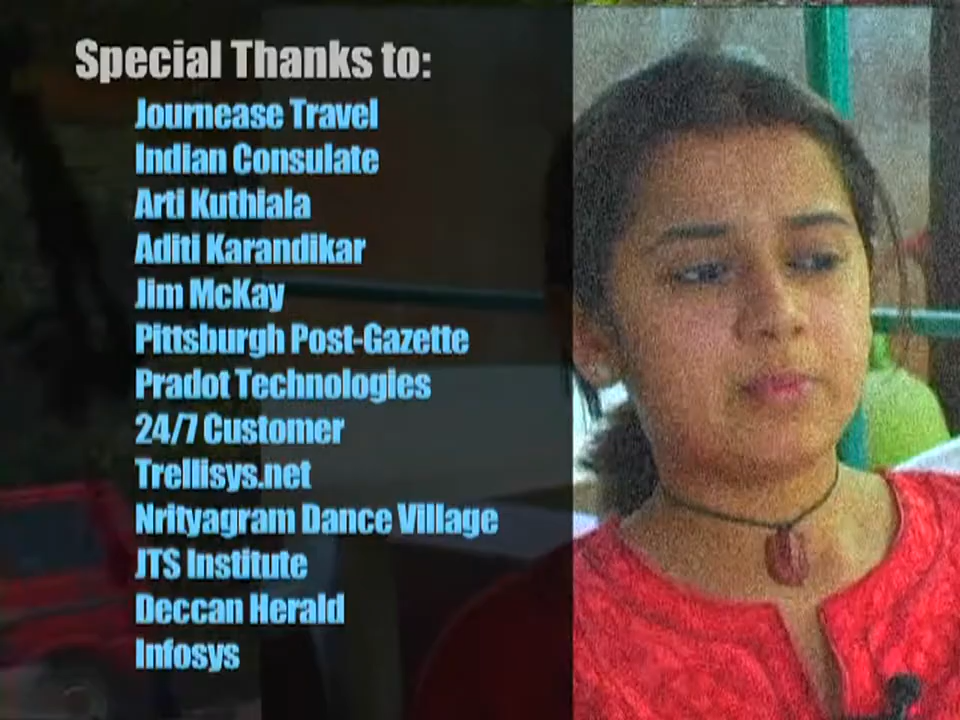 Special Thanks to:
Journease Travel
Indian Consulate
Arti Kuthiala
Aditi Karandikar
Jim McKay
Pittsburgh Post-Gazette
Pradot Technologies
24/7 Customer
Trellisys.net
Nrityagram Dance Village
JTS Institute
Deccan Herald
Infosys